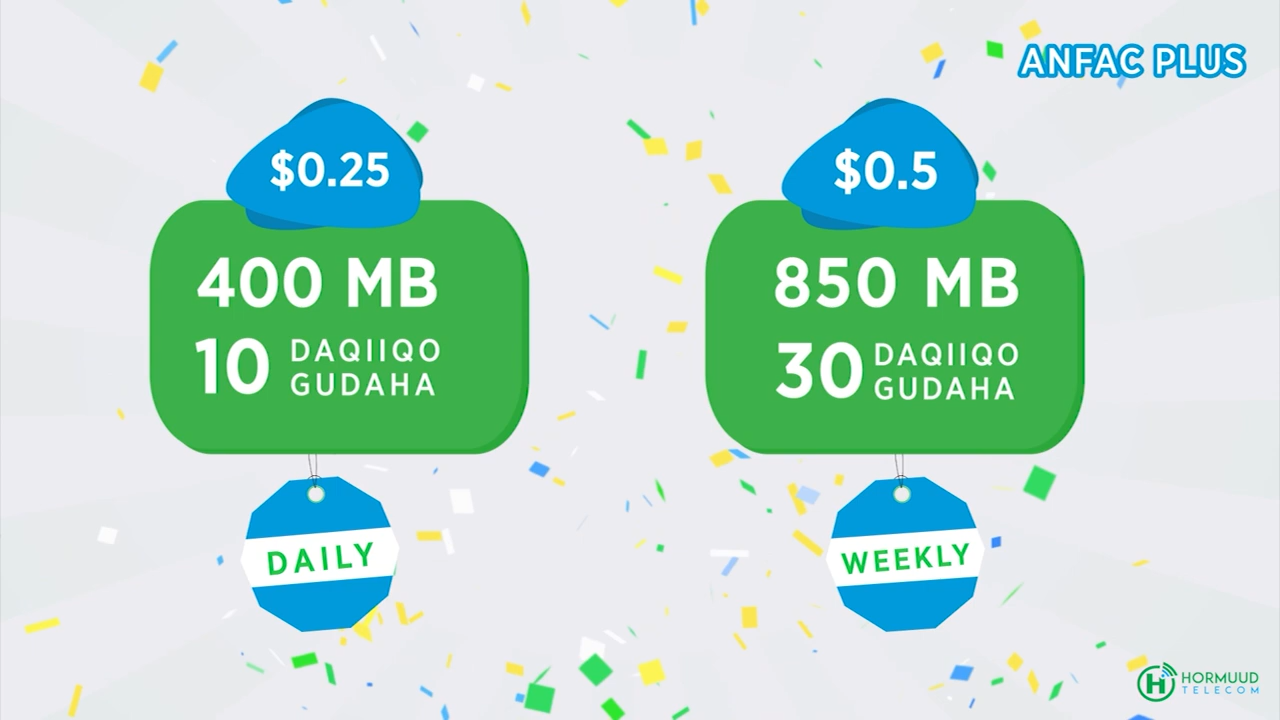 ANFAC PLUS
$0.25
400 MB
10 DAQIIQO
GUDAHA
DAILY
$0.5
850 MB
30 DAQIIQO
GUDAHA
WEEKLY
HORMUUD
TELECOM